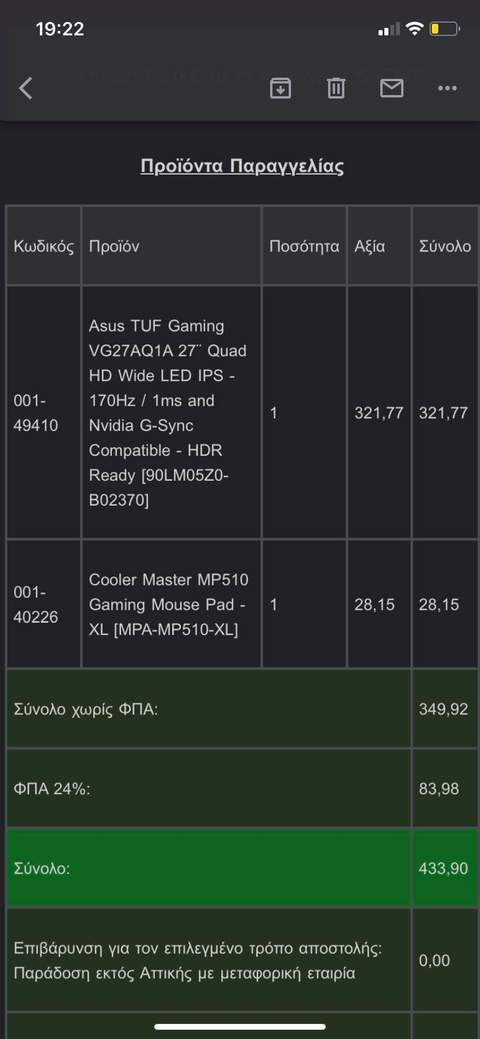 19:22
Προϊόντα Παραγγελίας
Κωδικός Προϊόν Ποσότητα Αξία Σύνολο
001-
49410
Asus TUF Gaming
VG27AQ1A 27¨ Quad
HD Wide LED IPS -
170Hz / 1ms and
Nvidia G-Sync
Compatible - HDR
Ready [90LM05Z0-
B02370]
1
321,77
321,77
001-
40226
Cooler Master MP510
Gaming Mouse Pad -
XL [MPA-MP510-XL]
1
28,15
28,15
Σύνολο χωρίς ΦΠΑ: 349,92
ΦΠΑ 24%: 83,98
Σύνολο: 433,90
Επιβάρυνση για τον επιλεγμένο τρόπο αποστολής:
Παράδοση εκτός Αττικής με μεταφορική εταιρία
0,00